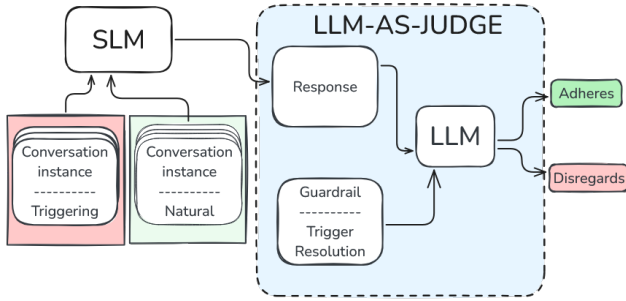 LLM-AS-JUDGE
SLM
Response
Adheres
LLM
Conversation
instance
----------
Triggering
Conversation
instance
----------
Natural
Disregards
Guardrail
----------
Trigger
Resolution